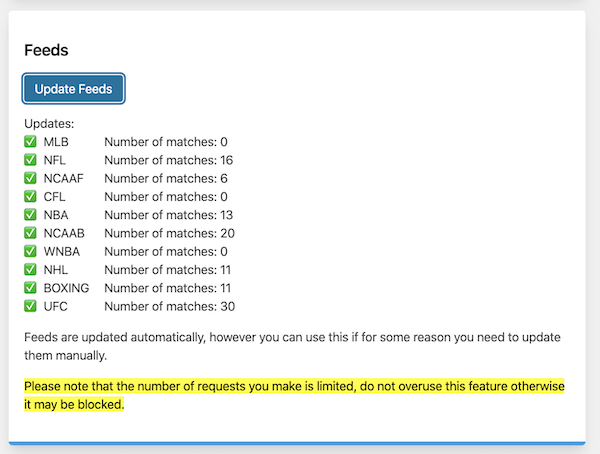 Feeds
Update Feeds
Updates:
✅ MLB Number of matches: 0
✅ NFL Number of matches: 16
✅ NCAAF Number of matches: 6
✅ CFL Number of matches: 0
✅ NBA Number of matches: 13
✅ NCAAB Number of matches: 20
✅ WNBA Number of matches: 0
✅ NHL Number of matches: 11
✅ BOXING Number of matches: 11
✅ UFC Number of matches: 30
Feeds are updated automatically, however you can use this if for some reason you need to update
them manually.
Please note that the number of requests you make is limited, do not overuse this feature otherwise
it may be blocked.